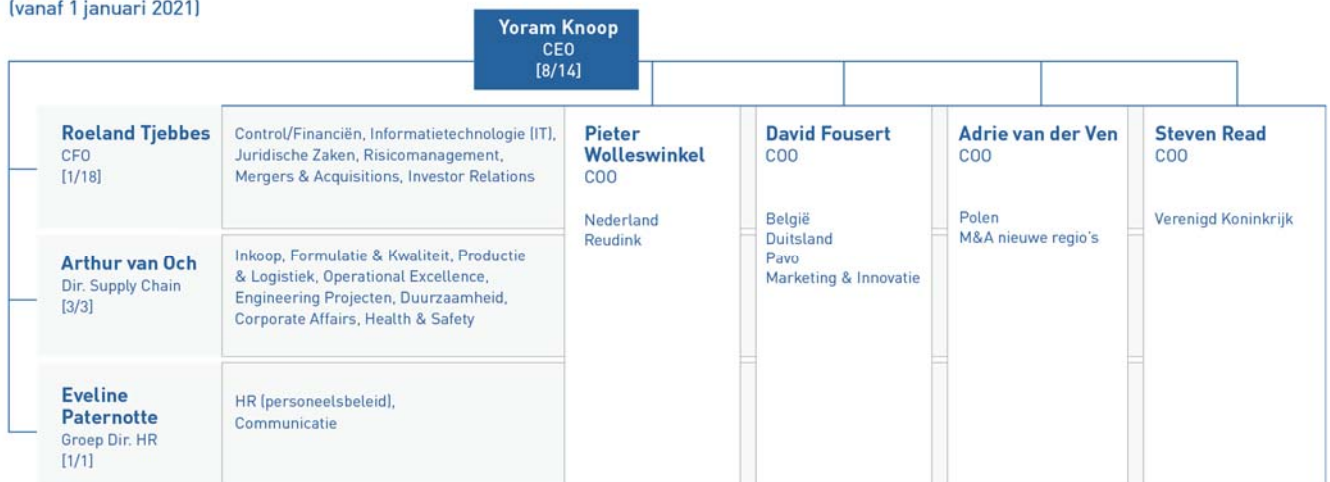 (vanaf 1 januari 2021)
Yoram Knoop
CEO
[8/14]
Roeland Tjebbes
CFO
[1/18]
Control/Financiën, Informatietechnologie (IT),
Juridische Zaken, Risicomanagement,
Mergers & Acquisitions, Investor Relations
Arthur van Och
Dir. Supply Chain
[3/3]
Inkoop, Formulatie & Kwaliteit, Productie
& Logistiek, Operational Excellence,
Engineering Projecten, Duurzaamheid,
Corporate Affairs, Health & Safety
Eveline
Paternotte
Groep Dir. HR
[1/1]
HR (personeelsbeleid),
Communicatie
Pieter
Wolleswinkel
COO
Nederland
Reudink
David Fousert
COO
België
Duitsland
Pavo
Marketing & Innovatie
Adrie van der Ven
COO
Polen
M&A nieuwe regio's
Steven Read
COO
Verenigd Koninkrijk